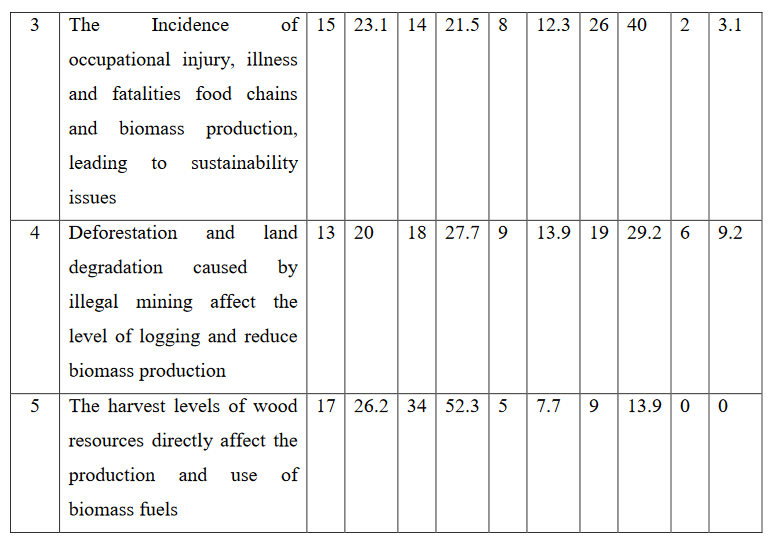 3 The Incidence of 15 23.1 14 21.5 8 12.3 26 40 2 3.1
occupational injury, illness
and fatalities food chains
and biomass production,
leading to sustainability
issues
4 Deforestation and land 13 20 18 27.7 9 13.9 19 29.2 6 9.2
degradation caused by
illegal mining affect the
level of logging and reduce
biomass production
5 The harvest levels of wood 17 26.2 34 52.3 5 7.7 9 13.9 0 0
resources directly affect the
production and use of
biomass fuels